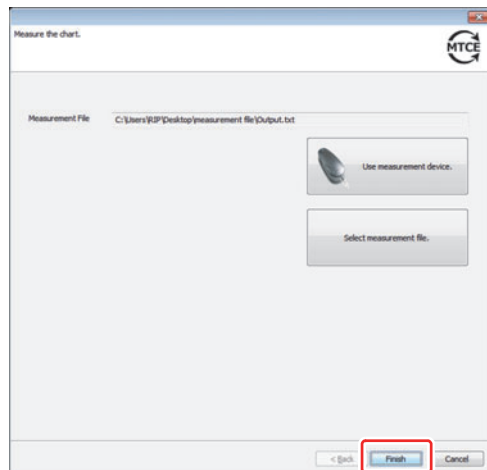 Measure the chart.
MTCE
Measurement File C:\Users\RIP\Desktop\measurement file\Output.txt
Use measurement device.
Select measurement file.
< Back Finish Cancel